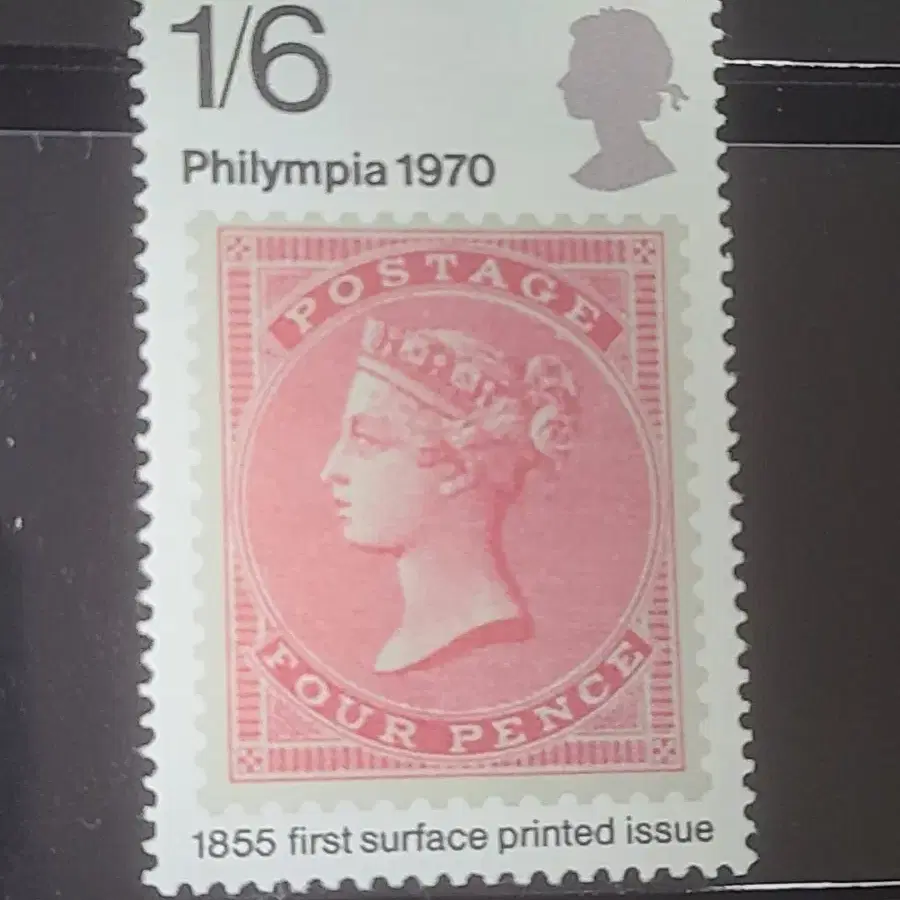 1/6
Philympia 1970
POSTAGE
FOUR PENCE
1855 first surface printed issue